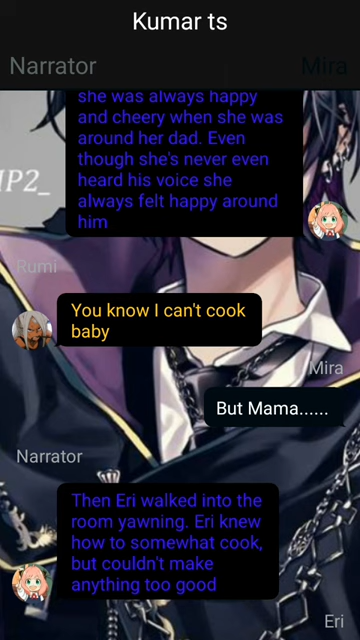 Kumar ts
Narrator
Mira
she was always happy
and cheery when she was
around her dad. Even
though she's never even
heard his voice she
always felt happy around
him
IP2_
Rumi
You know I can't cook
baby
Mira
But Mama......
Narrator
Then Eri walked into the
room yawning. Eri knew
how to somewhat cook,
but couldn't make
anything too good
Eri